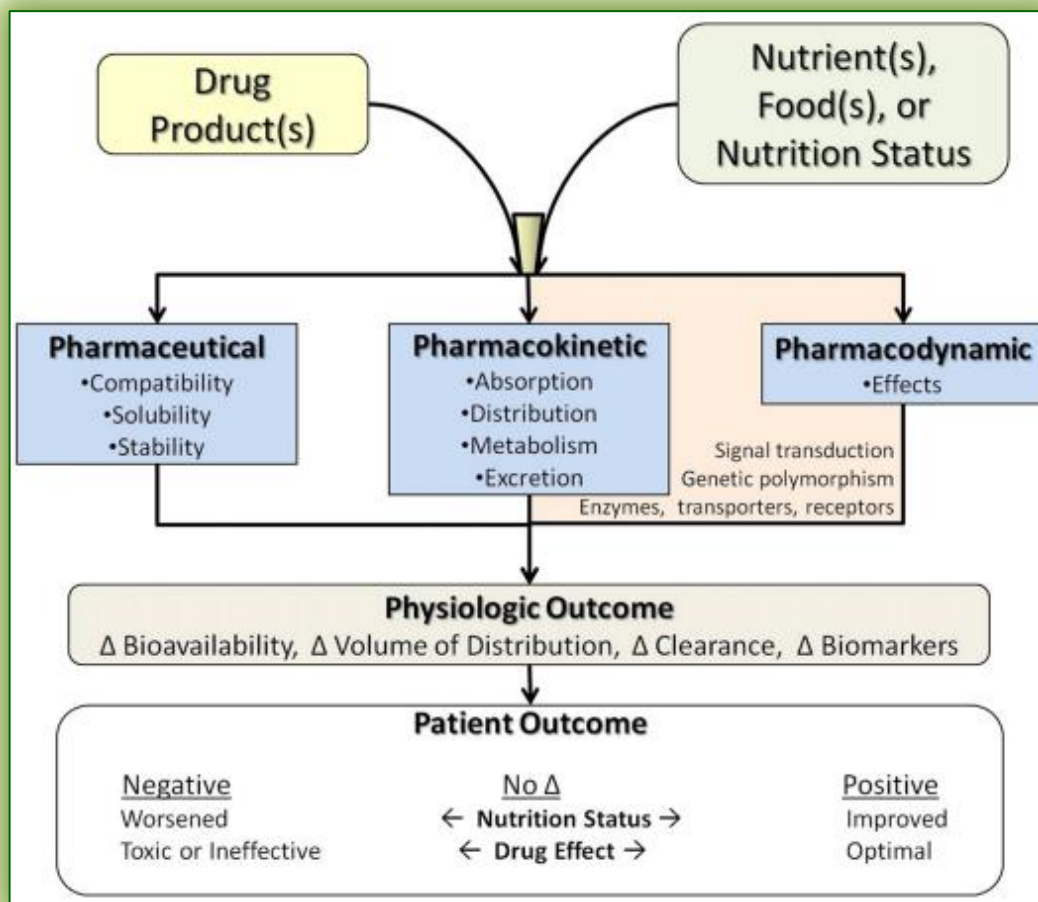 Drug
Product(s)
Nutrient(s),
Food(s), or
Nutrition Status
Pharmaceutical
•Compatibility
•Solubility
•Stability
Pharmacokinetic
•Absorption
•Distribution
•Metabolism
•Excretion
Pharmacodynamic
•Effects
Signal transduction
Genetic polymorphism
Enzymes, transporters, receptors
Physiologic Outcome
Δ Bioavailability, Δ Volume of Distribution, Δ Clearance, Δ Biomarkers
Patient Outcome
Negative No Δ Positive
Worsened ← Nutrition Status → Improved
Toxic or Ineffective ← Drug Effect → Optimal